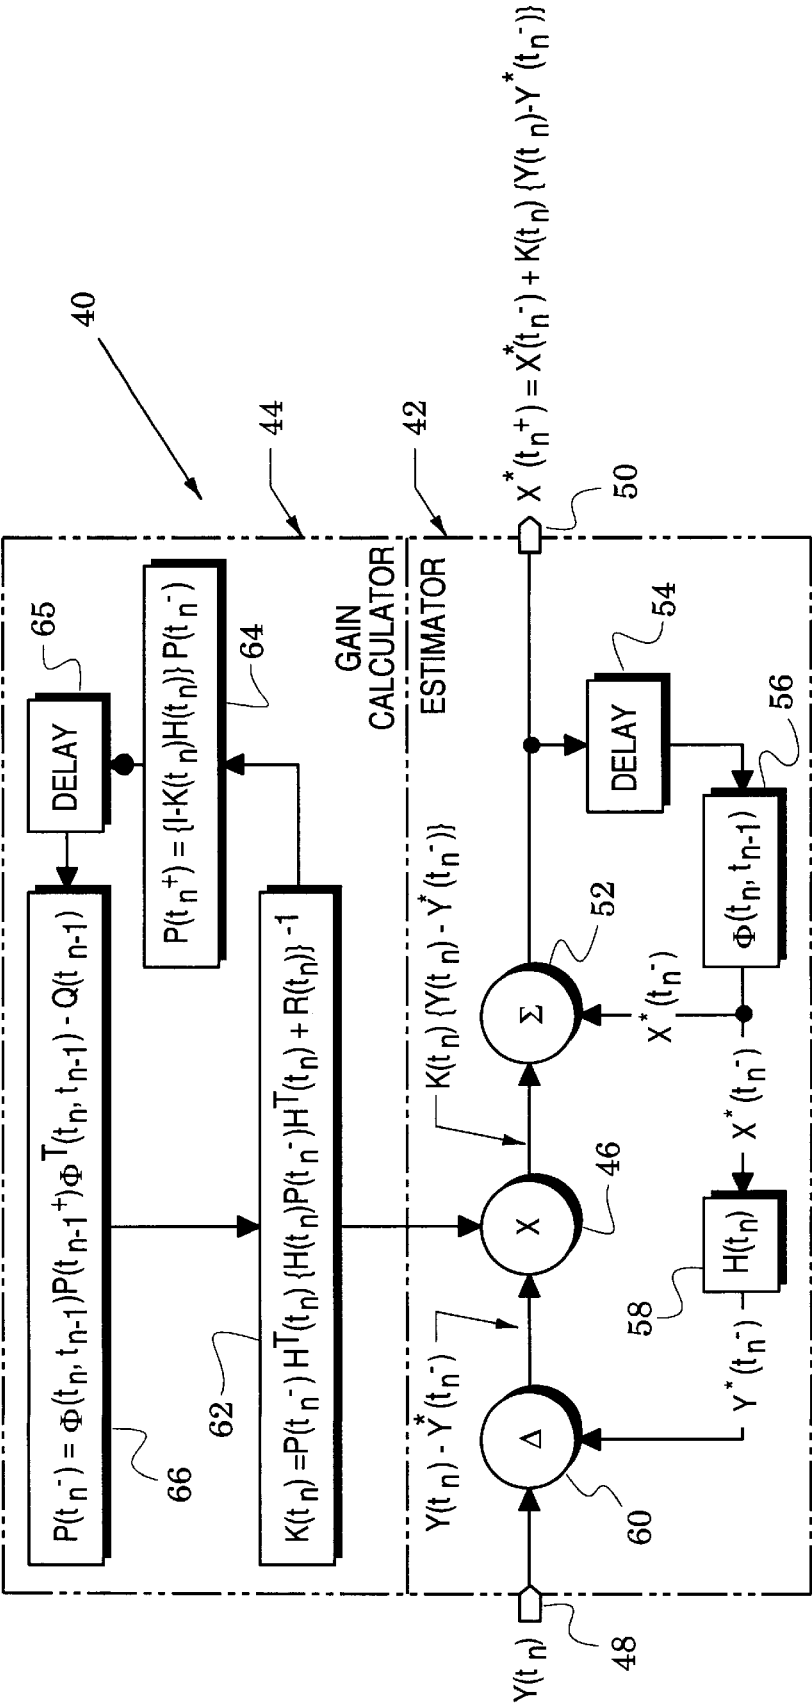 40
44
42
P(tn-) = Φ(tn, tn-1)P(tn-1+)ΦT(tn, tn-1) - Q(tn-1)
66
DELAY
65
P(tn+) = {I-K(tn)H(tn)} P(tn-)
64
K(tn) =P(tn-) HT(tn) {H(tn)P(tn-)HT(tn) + R(tn)} -1
62
GAIN
CALCULATOR
ESTIMATOR
Y(tn) - Y*(tn-)
K(tn) {Y(tn) - Y*(tn-)}
Y(tn)
48
Δ
60
X
46
Σ
52
X*(tn+) = X*(tn-) + K(tn) {Y(tn)-Y*(tn-)}
50
DELAY
54
X*(tn-)
Φ(tn, tn-1)
56
X*(tn-)
H(tn)
58
Y*(tn-)